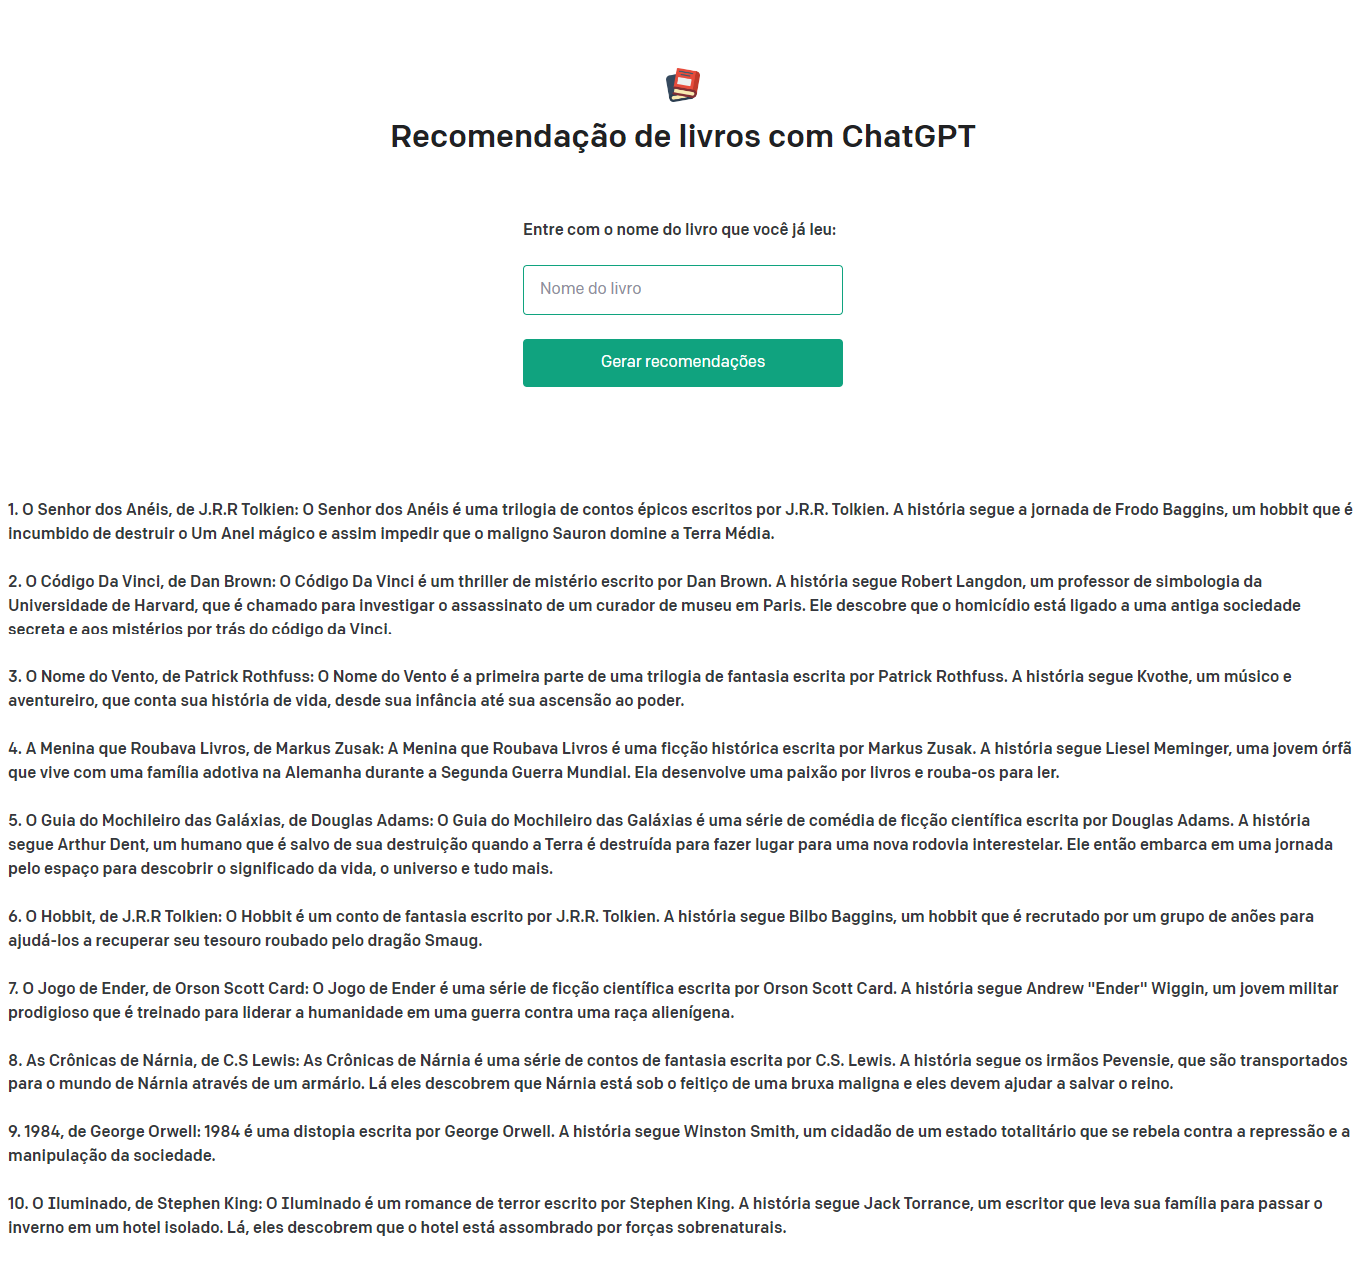 Recomendação de livros com ChatGPT
Entre com o nome do livro que você já leu:
Nome do livro
Gerar recomendações
1. O Senhor dos Anéis, de J.R.R Tolkien: O Senhor dos Anéis é uma trilogia de contos épicos escritos por J.R.R. Tolkien. A história segue a jornada de Frodo Baggins, um hobbit que é
incumbido de destruir o Um Anel mágico e assim impedir que o maligno Sauron domine a Terra Média.
2. O Código Da Vinci, de Dan Brown: O Código Da Vinci é um thriller de mistério escrito por Dan Brown. A história segue Robert Langdon, um professor de simbologia da
Universidade de Harvard, que é chamado para investigar o assassinato de um curador de museu em Paris. Ele descobre que o homicídio está ligado a uma antiga sociedade
secreta e aos mistérios por trás do código da Vinci.
3. O Nome do Vento, de Patrick Rothfuss: O Nome do Vento é a primeira parte de uma trilogia de fantasia escrita por Patrick Rothfuss. A história segue Kvothe, um músico e
aventureiro, que conta sua história de vida, desde sua infância até sua ascensão ao poder.
4. A Menina que Roubava Livros, de Markus Zusak: A Menina que Roubava Livros é uma ficção histórica escrita por Markus Zusak. A história segue Liesel Meminger, uma jovem órfã
que vive com uma família adotiva na Alemanha durante a Segunda Guerra Mundial. Ela desenvolve uma paixão por livros e rouba-os para ler.
5. O Guia do Mochileiro das Galáxias, de Douglas Adams: O Guia do Mochileiro das Galáxias é uma série de comédia de ficção científica escrita por Douglas Adams. A história
segue Arthur Dent, um humano que é salvo de sua destruição quando a Terra é destruída para fazer lugar para uma nova rodovia interestelar. Ele então embarca em uma jornada
pelo espaço para descobrir o significado da vida, o universo e tudo mais.
6. O Hobbit, de J.R.R Tolkien: O Hobbit é um conto de fantasia escrito por J.R.R. Tolkien. A história segue Bilbo Baggins, um hobbit que é recrutado por um grupo de anões para
ajudá-los a recuperar seu tesouro roubado pelo dragão Smaug.
7. O Jogo de Ender, de Orson Scott Card: O Jogo de Ender é uma série de ficção científica escrita por Orson Scott Card. A história segue Andrew "Ender" Wiggin, um jovem militar
prodigioso que é treinado para liderar a humanidade em uma guerra contra uma raça alienígena.
8. As Crônicas de Nárnia, de C.S Lewis: As Crônicas de Nárnia é uma série de contos de fantasia escrita por C.S. Lewis. A história segue os irmãos Pevensie, que são transportados
para o mundo de Nárnia através de um armário. Lá eles descobrem que Nárnia está sob o feitiço de uma bruxa maligna e eles devem ajudar a salvar o reino.
9. 1984, de George Orwell: 1984 é uma distopia escrita por George Orwell. A história segue Winston Smith, um cidadão de um estado totalitário que se rebela contra a repressão e a
manipulação da sociedade.
10. O Iluminado, de Stephen King: O Iluminado é um romance de terror escrito por Stephen King. A história segue Jack Torrance, um escritor que leva sua família para passar o
inverno em um hotel isolado. Lá, eles descobrem que o hotel está assombrado por forças sobrenaturais.